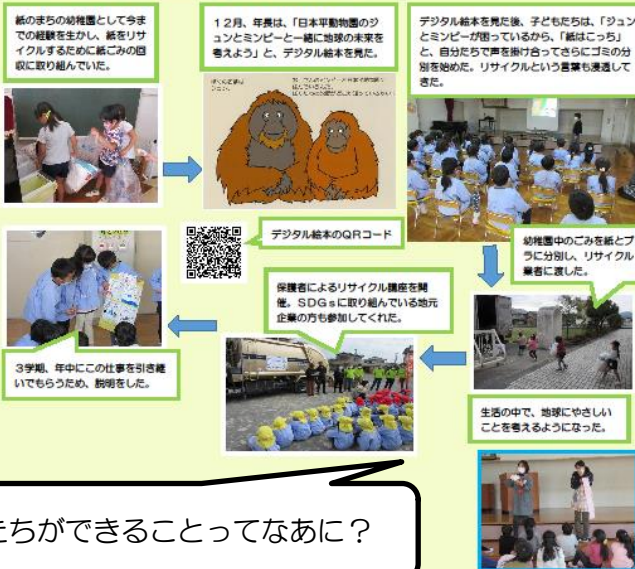 紙のまちの幼稚園として今ま
での経験を生かし、紙をリサ
イクルするために紙ごみの回
収に取り組んでいた。
12月、年長は、「日本平動物園のジ
ュンとミンピーと一緒に地球の未来を
考えよう」と、デジタル絵本を見た。
デジタル絵本を見た後、子どもたちは、「ジュン
とミンピーが困っているから、「紙はこっち」
と、自分たちで声を掛け合ってさらにゴミの分
別を始めた。リサイクルという言葉も浸透して
きた。
デジタル絵本のQRコード
幼稚園中のごみを紙とプ
ラに分別し、リサイクル
業者に渡した。
保護者によるリサイクル講座を開
催。SDGsに取り組んでいる地元
企業の方も参加してくれた。
3学期、年中にこの仕事を引き継
いでもらうため、説明をした。
生活の中で、地球にやさしい
ことを考えるようになった。
たちができることってなあに？